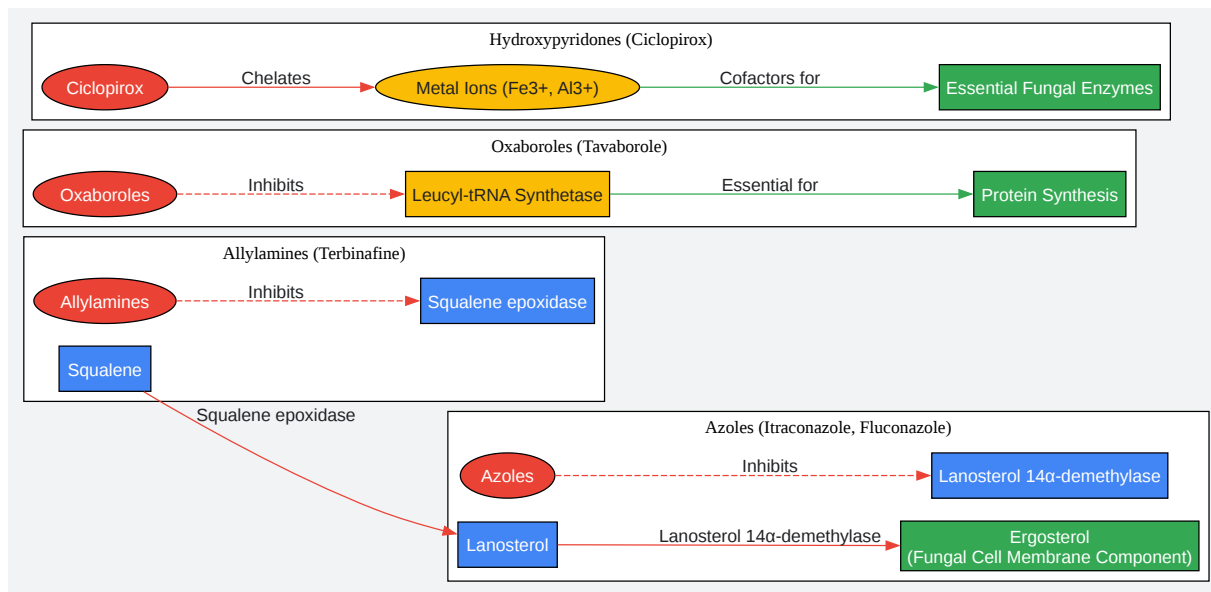 Hydroxypyridones (Ciclopirox)
Ciclopirox
Chelates
Metal Ions (Fe3+, Al3+)
Cofactors for
Essential Fungal Enzymes
Oxaboroles (Tavaborole)
Oxaboroles
Inhibits
Leucyl-tRNA Synthetase
Essential for
Protein Synthesis
Allylamines (Terbinafine)
Allylamines
Inhibits
Squalene epoxidase
Squalene
Squalene epoxidase
Azoles (Itraconazole, Fluconazole)
Azoles
Inhibits
Lanosterol 14α-demethylase
Lanosterol
Lanosterol 14α-demethylase
Ergosterol
(Fungal Cell Membrane Component)